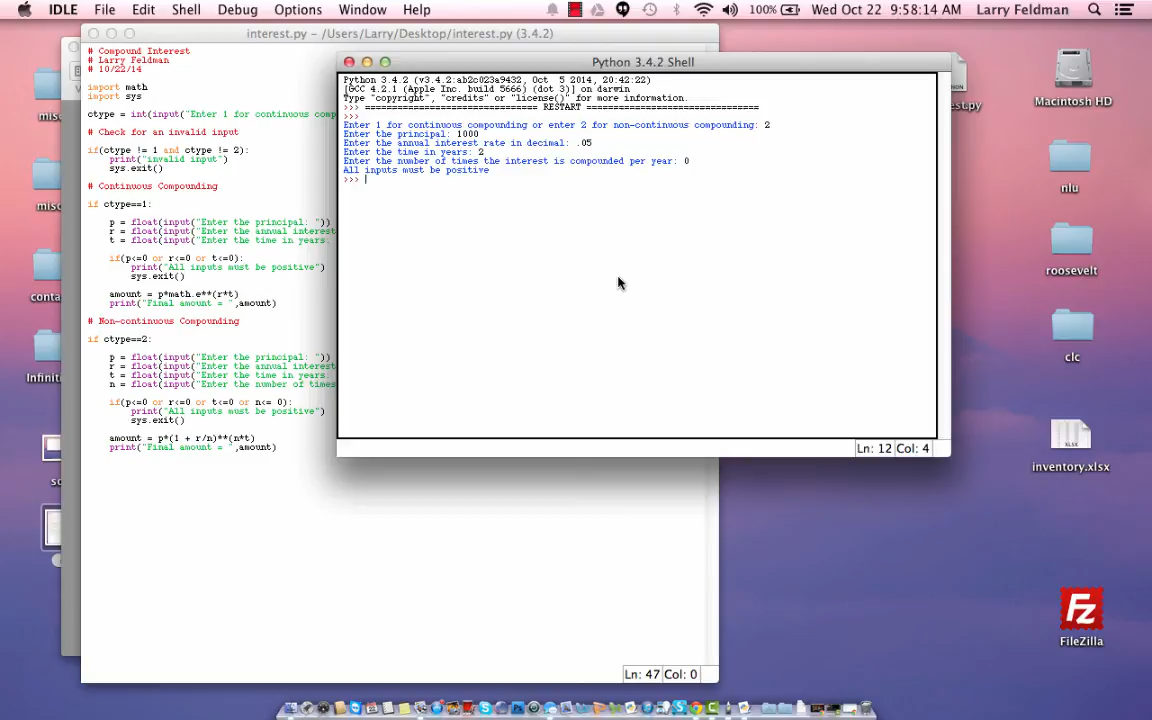 IDLE File Edit Shell Debug Options Window Help 100% Wed Oct 22 9:58:14 AM Larry Feldman
interest.py - /Users/Larry/Desktop/interest.py (3.4.2)
# Compound Interest
# Larry Feldman
# 10/22/14
import math
import sys
ctype = int(input("Enter 1 for continuous comp
# Check for an invalid input
if(ctype != 1 and ctype != 2):
print("invalid input")
sys.exit()
# Continuous Compounding
if ctype==1:
p = float(input("Enter the principal: "))
r = float(input("Enter the annual interest
t = float(input("Enter the time in years:
if(p<=0 or r<=0 or t<=0):
print("All inputs must be positive")
sys.exit()
amount = p*math.e**(r*t)
print("Final amount = ",amount)
# Non-continuous Compounding
if ctype==2:
p = float(input("Enter the principal: "))
r = float(input("Enter the annual interest
t = float(input("Enter the time in years:
n = float(input("Enter the number of times
if(p<=0 or r<=0 or t<=0 or n<= 0):
print("All inputs must be positive")
sys.exit()
amount = p*(1 + r/n)**(n*t)
print("Final amount = ",amount)
Ln: 47 Col: 0
Python 3.4.2 Shell
Python 3.4.2 (v3.4.2:ab2c023a9432, Oct 5 2014, 20:42:22)
[GCC 4.2.1 (Apple Inc. build 5666) (dot 3)] on darwin
Type "copyright", "credits" or "license()" for more information.
>>> ================================ RESTART ================================
>>>
Enter 1 for continuous compounding or enter 2 for non-continuous compounding: 2
Enter the principal: 1000
Enter the annual interest rate in decimal: .05
Enter the time in years: 2
Enter the number of times the interest is compounded per year: 0
All inputs must be positive
>>>
Ln: 12 Col: 4
misc
misc
conta
Infinit
sc
est.py
Macintosh HD
nlu
roosevelt
clc
XLSX
inventory.xlsx
Fz
FileZilla